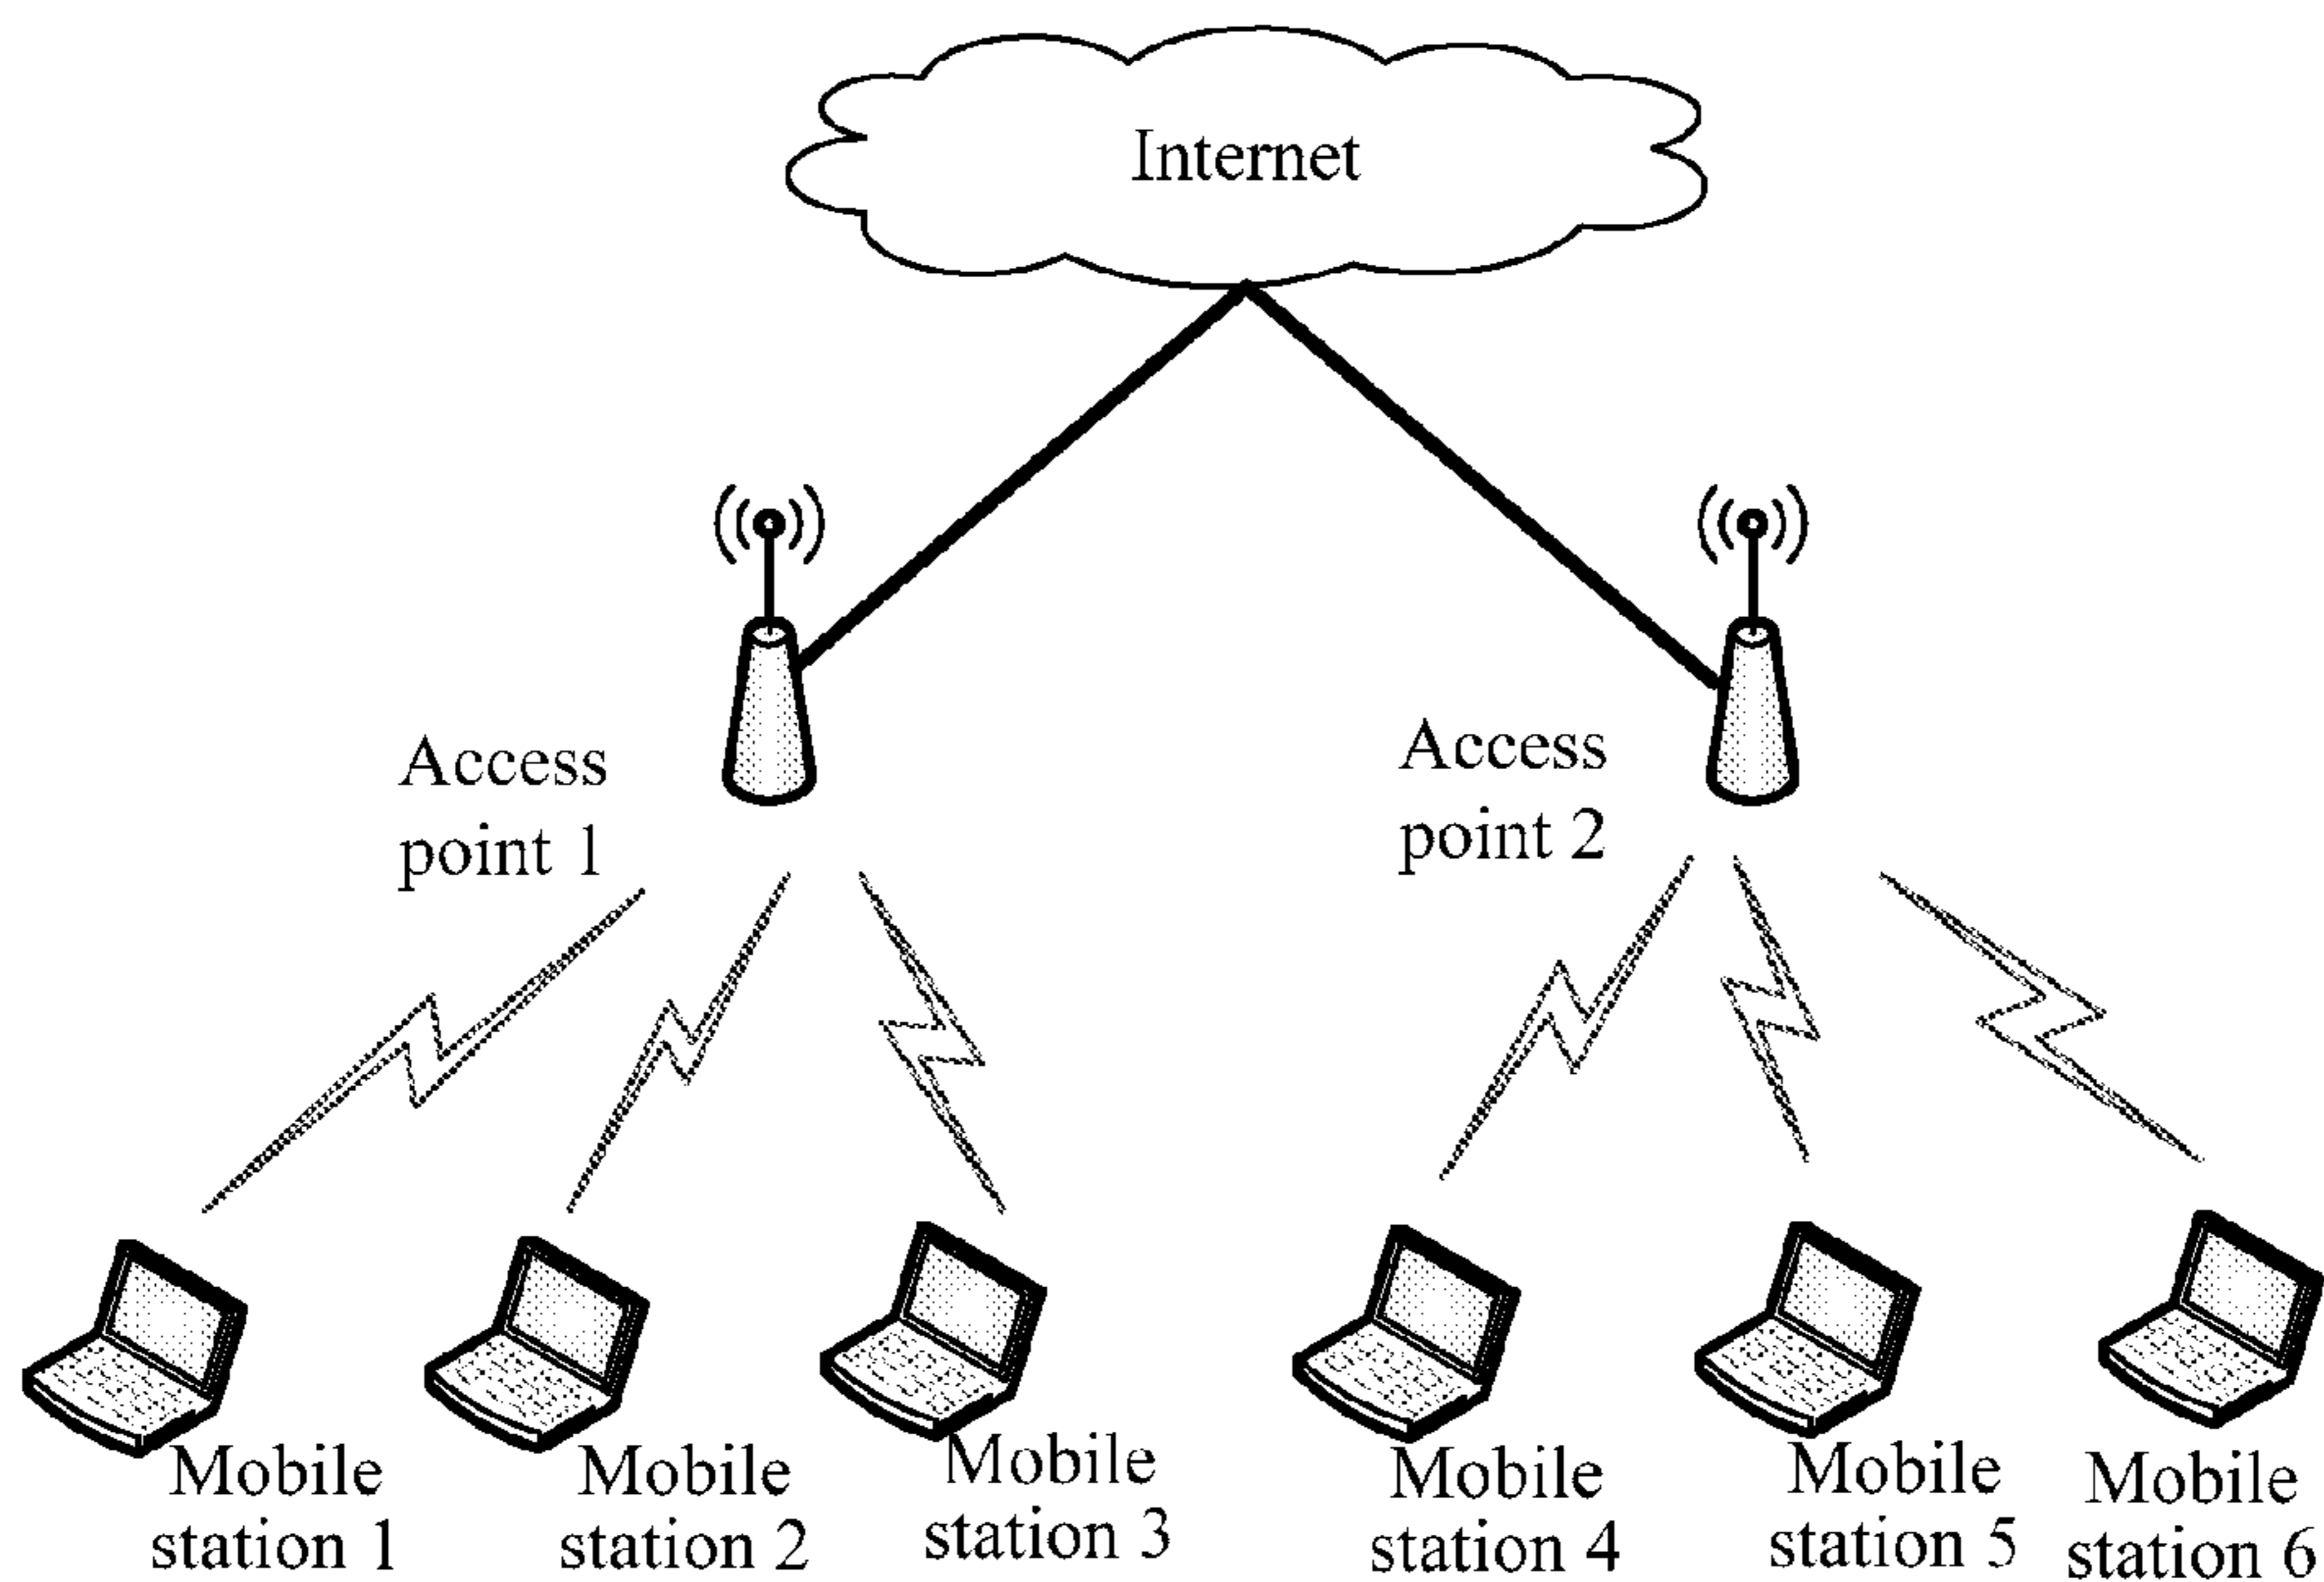 Internet
Access
point 1
Access
point 2
Mobile
station 1
Mobile
station 2
Mobile
station 3
Mobile
station 4
Mobile
station 5
Mobile
station 6